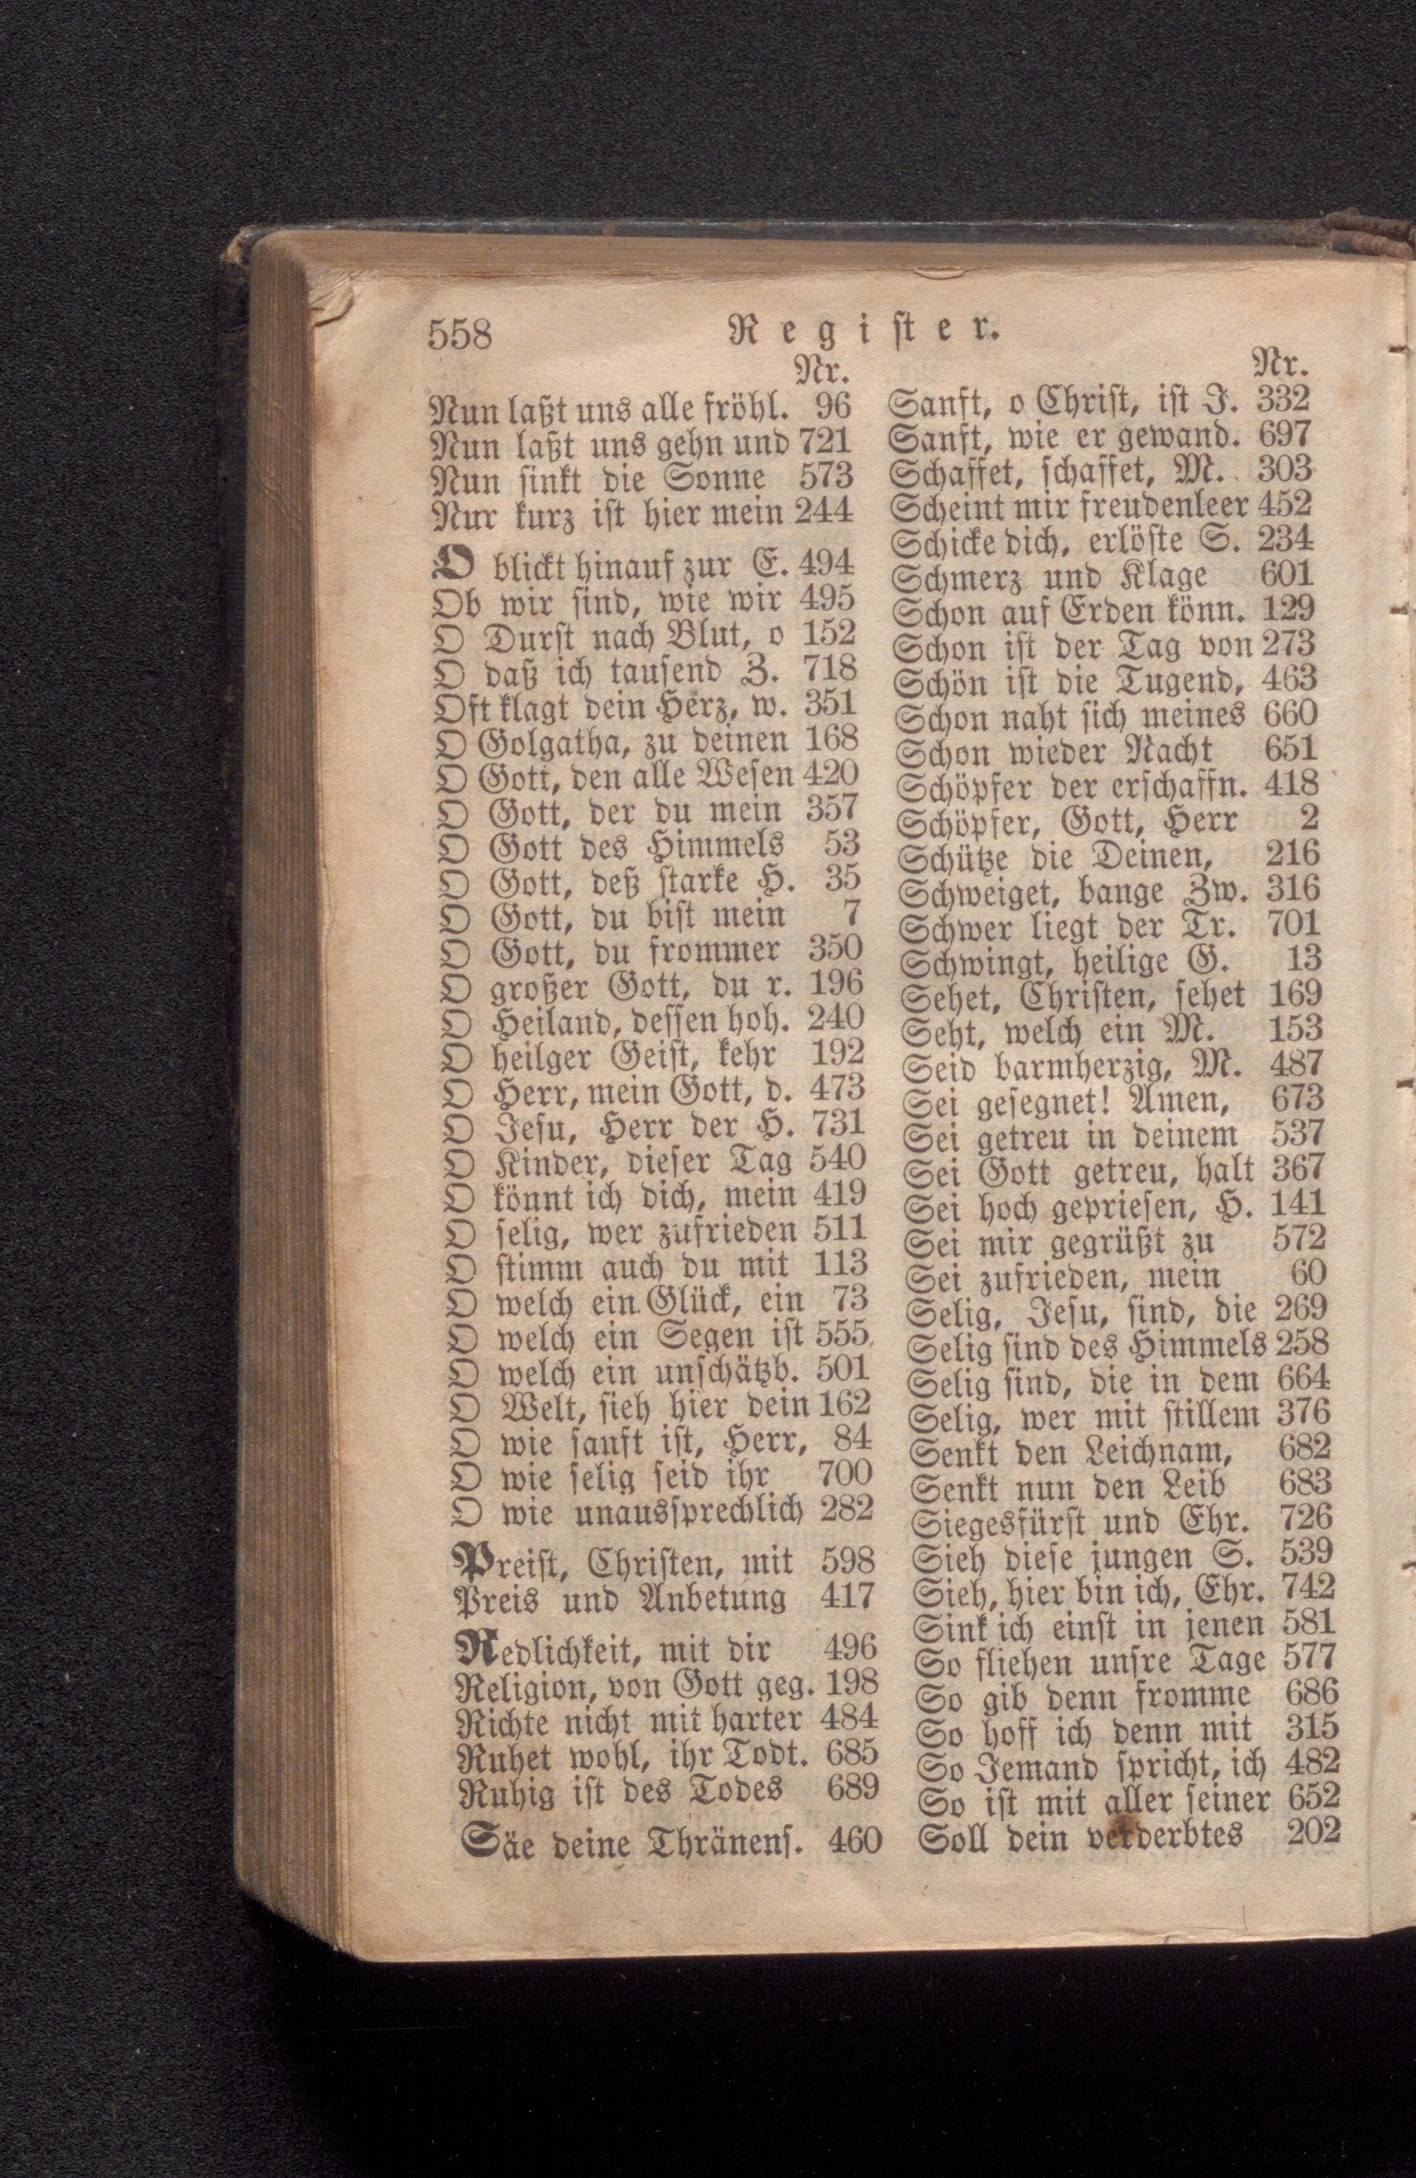 558
Register.
Nr.
Nun laßt uns alle fröhl. 96
Nun laßt uns gehn und 721
Nun sinkt die Sonne 573
Nur kurz ist hier mein 244
O blickt hinauf zur E. 494
Ob wir sind, wie wir 495
O Durst nach Blut, o 152
O daß ich tausend Z. 718
Oft klagt dein Herz, w. 351
O Golgatha, zu deinen 168
O Gott, den alle Wesen 420
O Gott, der du mein 357
O Gott des Himmels 53
O Gott, deß starke H. 35
O Gott, du bist mein 7
O Gott, du frommer 350
O großer Gott, du r. 196
O Heiland, dessen hoh. 240
O heilger Geist, kehr 192
O Herr, mein Gott, d. 473
O Jesu, Herr der H. 731
O Kinder, dieser Tag 540
O könnt ich dich, mein 419
O selig, wer zufrieden 511
O stimm auch du mit 113
O welch ein Glück, ein 73
O welch ein Segen ist 555
O welch ein unschätzb. 501
O Welt, sieh hier dein 162
O wie sanft ist, Herr, 84
O wie selig seid ihr 700
O wie unaussprechlich 282
Preist, Christen, mit 598
Preis und Anbetung 417
Redlichkeit, mit dir 496
Religion, von Gott geg. 198
Richte nicht mit harter 484
Ruhet wohl, ihr Todt. 685
Ruhig ist des Todes 689
Säe deine Thränens. 460
Nr.
Sanft, o Christ, ist J. 332
Sanft, wie er gewand. 697
Schaffet, schaffet, M. 303
Scheint mir freudenleer 452
Schicke dich, erlöste S. 234
Schmerz und Klage 601
Schon auf Erden könn. 129
Schon ist der Tag von 273
Schön ist die Tugend, 463
Schon naht sich meines 660
Schon wieder Nacht 651
Schöpfer der erschaffn. 418
Schöpfer, Gott, Herr 2
Schütze die Deinen, 216
Schweiget, bange Zw. 316
Schwer liegt der Tr. 701
Schwingt, heilige G. 13
Sehet, Christen, sehet 169
Seht, welch ein M. 153
Seid barmherzig, M. 487
Sei gesegnet! Amen, 673
Sei getreu in deinem 537
Sei Gott getreu, halt 367
Sei hoch gepriesen, H. 141
Sei mir gegrüßt zu 572
Sei zufrieden, mein 60
Selig, Jesu, sind, die 269
Selig sind des Himmels 258
Selig sind, die in dem 664
Selig, wer mit stillem 376
Senkt den Leichnam, 682
Senkt nun den Leib 683
Siegesfürst und Ehr. 726
Sieh diese jungen S. 539
Sieh, hier bin ich, Ehr. 742
Sink ich einst in jenen 581
So fliehen unsre Tage 577
So gib denn fromme 686
So hoff ich denn mit 315
So Jemand spricht, ich 482
So ist mit aller seiner 652
Soll dein verderbtes 202